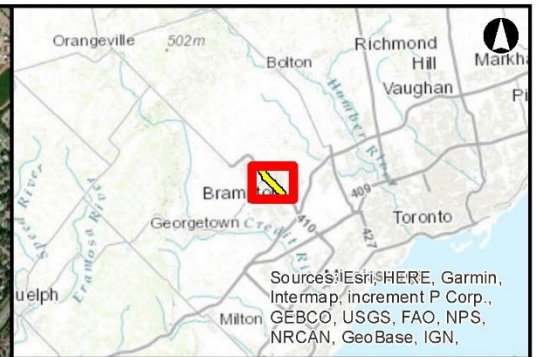 Orangeville
502m
Bolton
Richmond
Hill
Markh
Vaughan
Pi
Humber River
Speed River
Eramosa River
Bram
409
Georgetown
Credit
410
Toronto
427
uelph
Milton
Sources: Esri, HERE, Garmin,
Intermap, increment P Corp.,
GEBCO, USGS, FAO, NPS,
NRCAN, GeoBase, IGN,